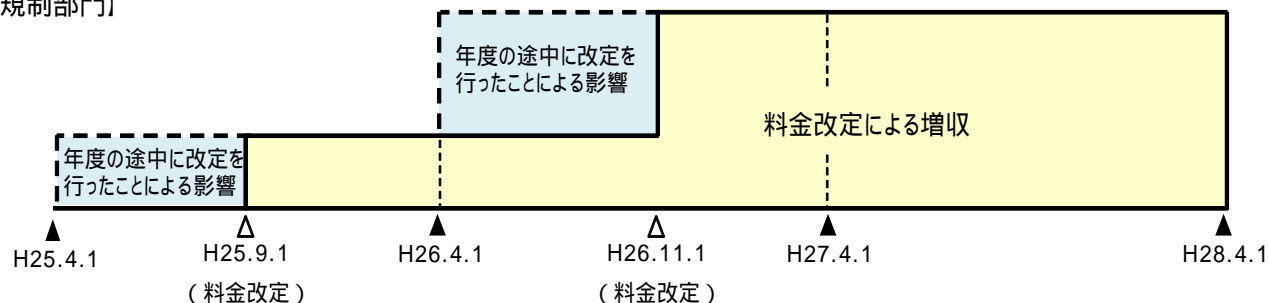 規制部門】
年度の途中に改定を
行ったことによる影響
料金改定による増収
年度の途中に改定を
行ったことによる影響
H25.4.1
H25.9.1
H26.4.1
H26.11.1
H27.4.1
H28.4.1
(料金改定)
(料金改定)